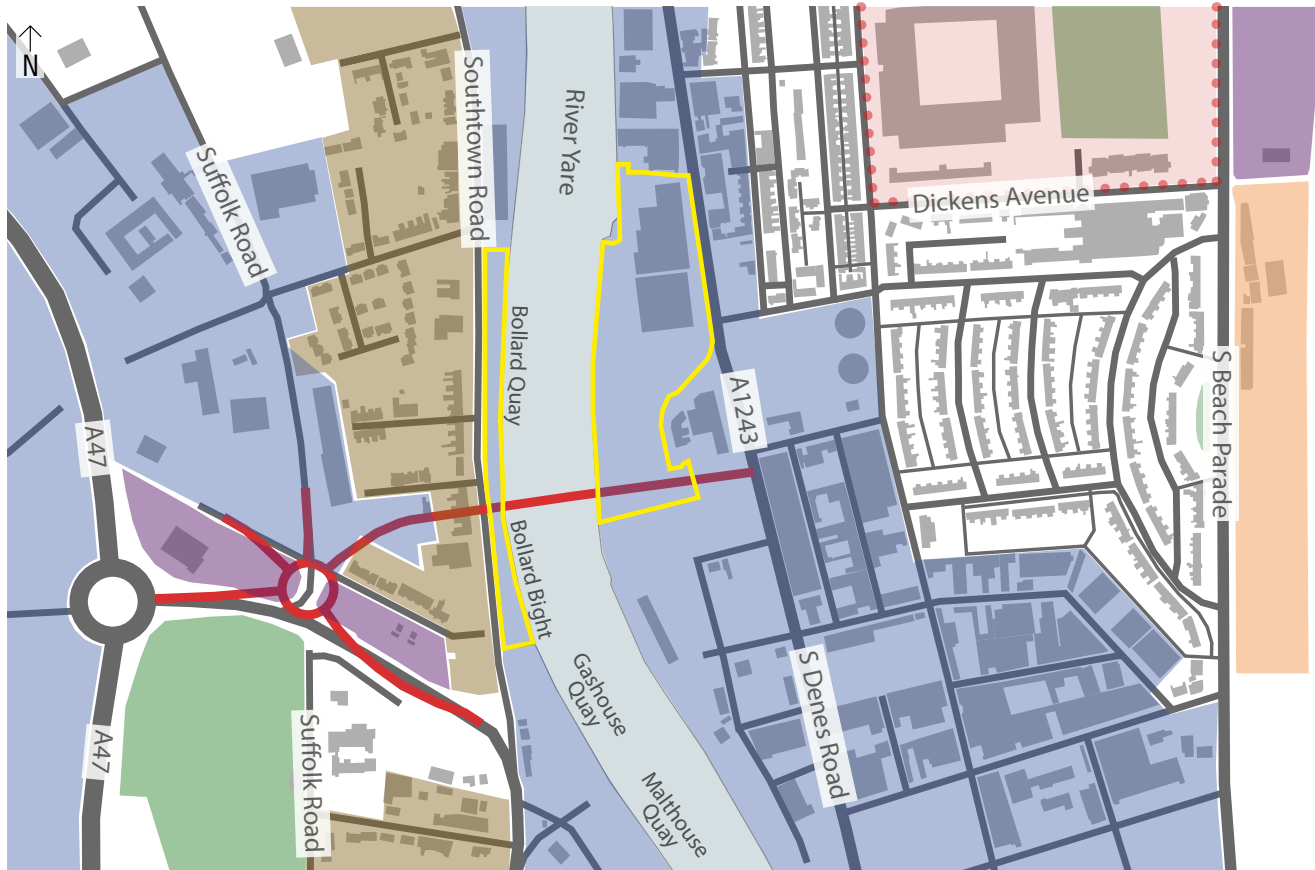 N
Suffolk Road
Southtown Road
River Yare
Dickens Avenue
Bollard Quay
A1243
S Beach Parade
A47
Bollard Bight
Gashouse
Quay
S Denes Road
Suffolk Road
A47
Malthouse
Quay